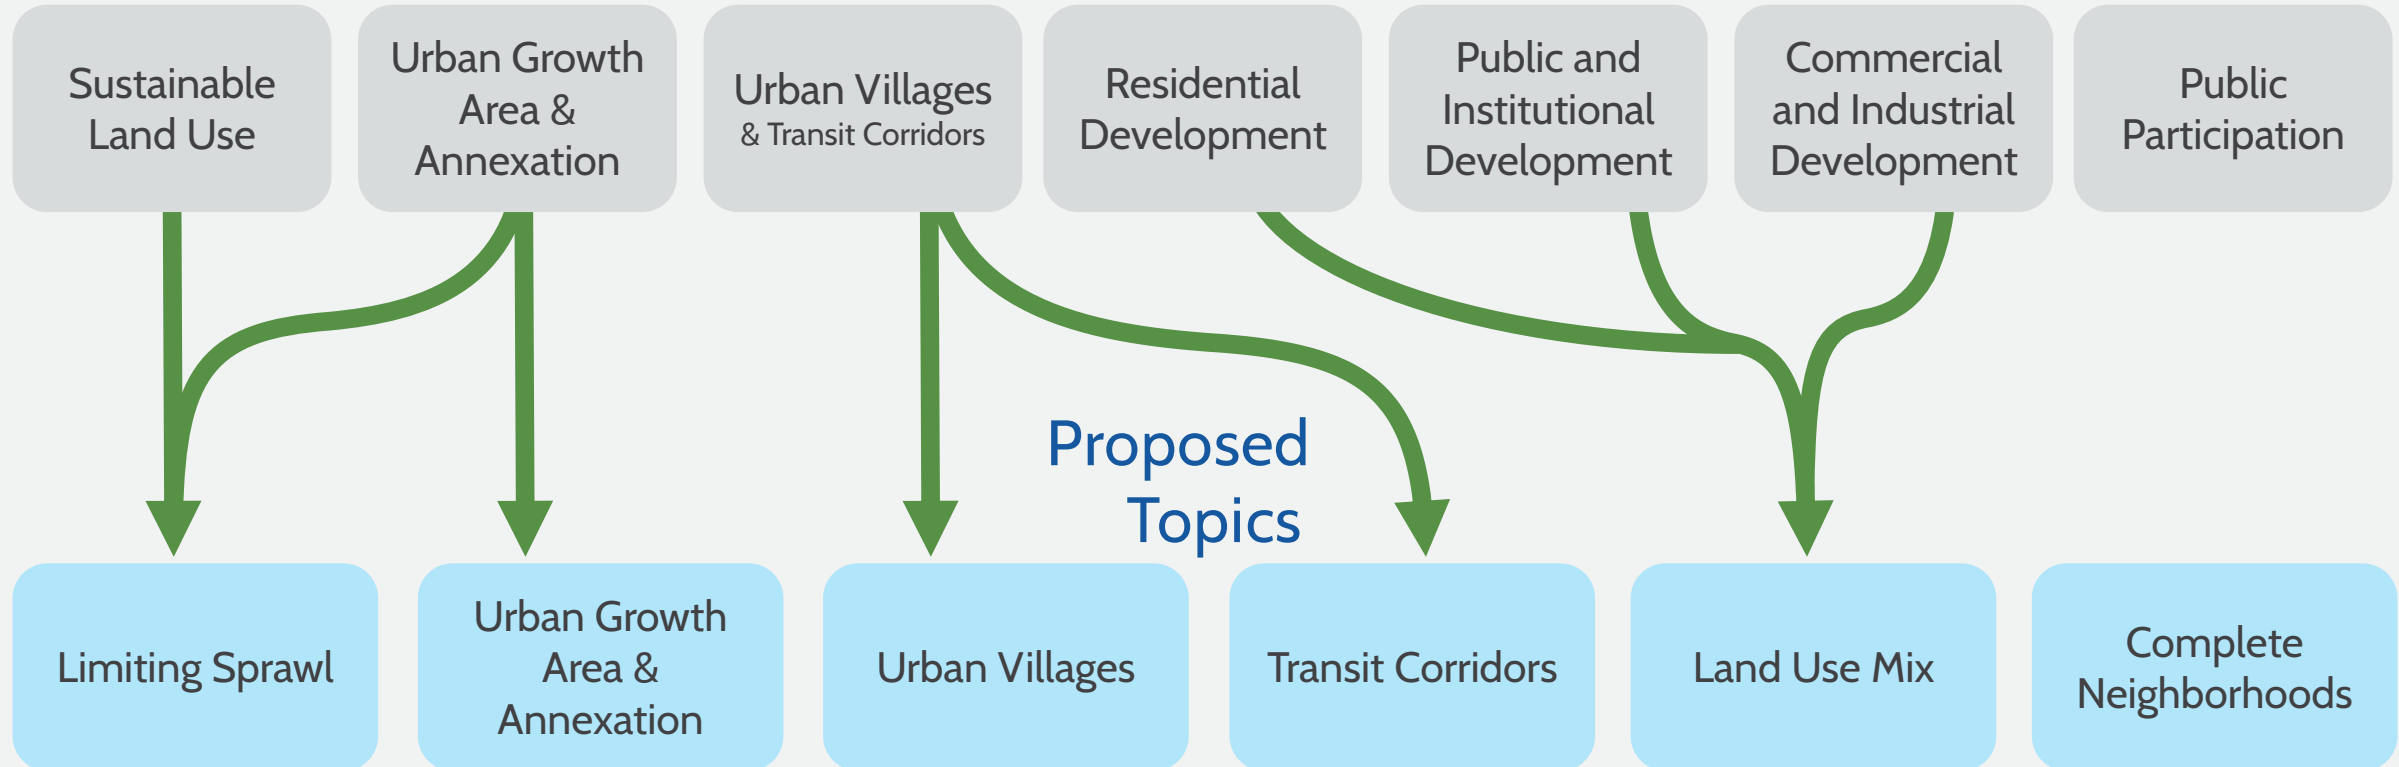 Sustainable
Land Use
Urban Growth
Area &
Annexation
Urban Villages
& Transit Corridors
Residential
Development
Public and
Institutional
Development
Commercial
and Industrial
Development
Public
Participation
Proposed
Topics
Limiting Sprawl
Urban Growth
Area &
Annexation
Urban Villages
Transit Corridors
Land Use Mix
Complete
Neighborhoods